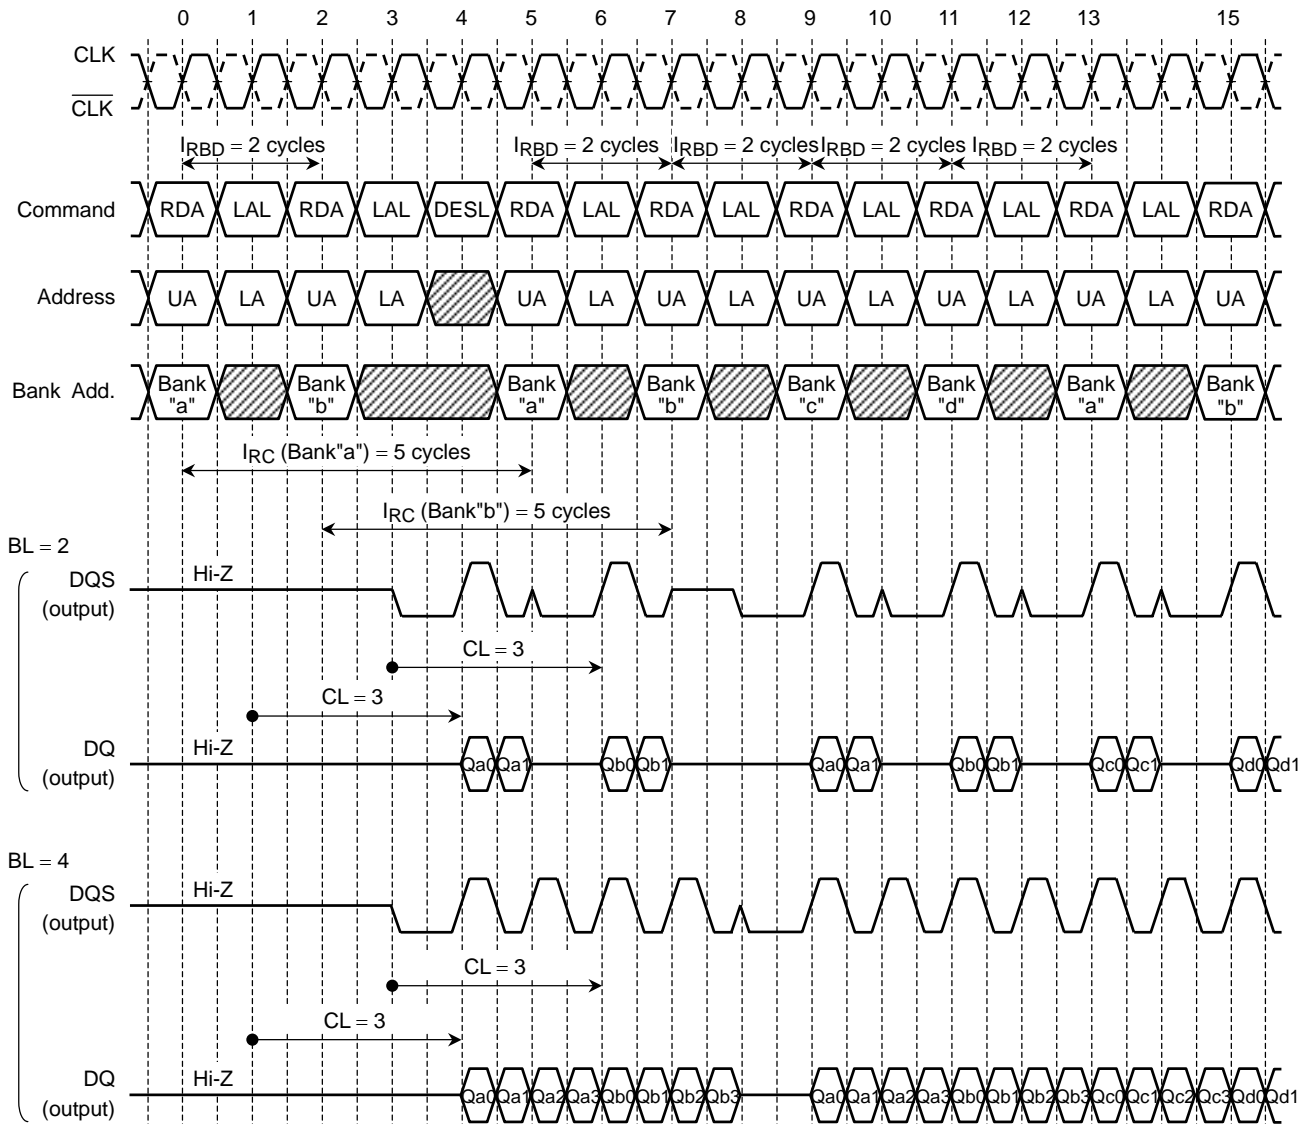 0 1 2 3 4 5 6 7 8 9 10 11 12 13 15
CLK
CLK
IRBD = 2 cycles IRBD = 2 cycles IRBD = 2 cycles IRBD = 2 cycles IRBD = 2 cycles
Command RDA LAL RDA LAL DESL RDA LAL RDA LAL RDA LAL RDA LAL RDA LAL RDA
Address UA LA UA LA UA LA UA LA UA LA UA LA UA LA UA
Bank Add. Bank "a" Bank "b" Bank "a" Bank "b" Bank "c" Bank "d" Bank "a" Bank "b"
IRC (Bank"a") = 5 cycles
IRC (Bank"b") = 5 cycles
BL = 2
DQS Hi-Z
(output)
CL = 3
CL = 3
DQ Hi-Z
(output) Qa0 Qa1 Qb0 Qb1 Qa0 Qa1 Qb0 Qb1 Qc0 Qc1 Qd0 Qd1
BL = 4
DQS Hi-Z
(output)
CL = 3
CL = 3
DQ Hi-Z
(output) Qa0 Qa1 Qa2 Qa3 Qb0 Qb1 Qb2 Qb3 Qa0 Qa1 Qa2 Qa3 Qb0 Qb1 Qb2 Qb3 Qc0 Qc1 Qc2 Qc3 Qd0 Qd1